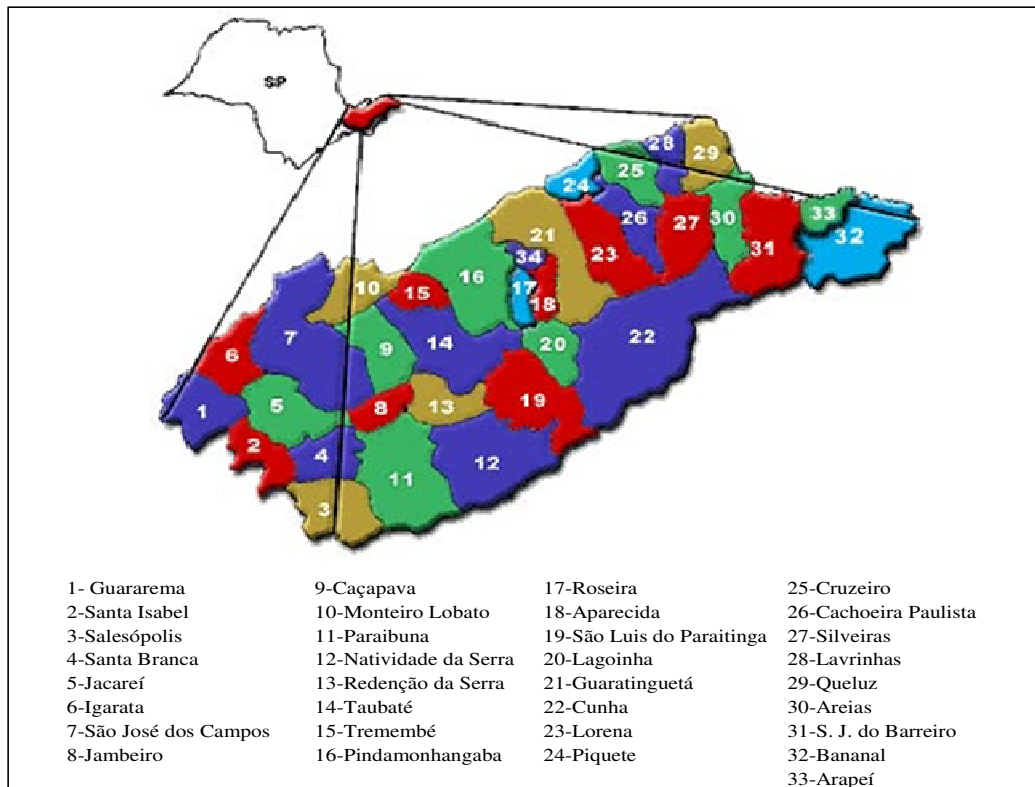 SP
28
29
25
24
33
26
27
30
32
21
23
31
34
16
17
18
10
15
22
7
9
14
20
6
8
13
19
1
5
2
4
12
11
3
1- Guararema
2-Santa Isabel
3-Salesópolis
4-Santa Branca
5-Jacareí
6-Igarata
7-São José dos Campos
8-Jambeiro
9-Caçapava
10-Monteiro Lobato
11-Paraibuna
12-Natividade da Serra
13-Redenção da Serra
14-Taubaté
15-Tremembé
16-Pindamonhangaba
17-Roseira
18-Aparecida
19-São Luis do Paraitinga
20-Lagoinha
21-Guaratinguetá
22-Cunha
23-Lorena
24-Piquete
25-Cruzeiro
26-Cachoeira Paulista
27-Silveiras
28-Lavrinhas
29-Queluz
30-Areias
31-S. J. do Barreiro
32-Bananal
33-Arapeí